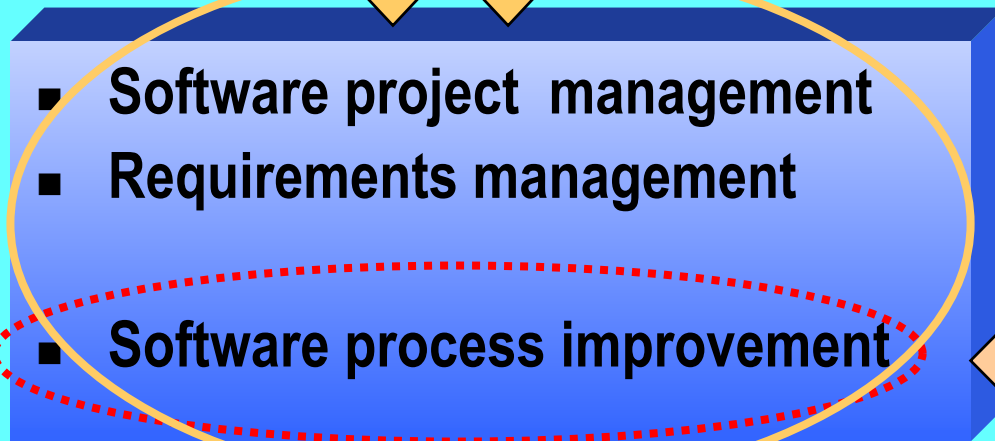 ▪ Software project management
▪ Requirements management
▪ Software process improvement